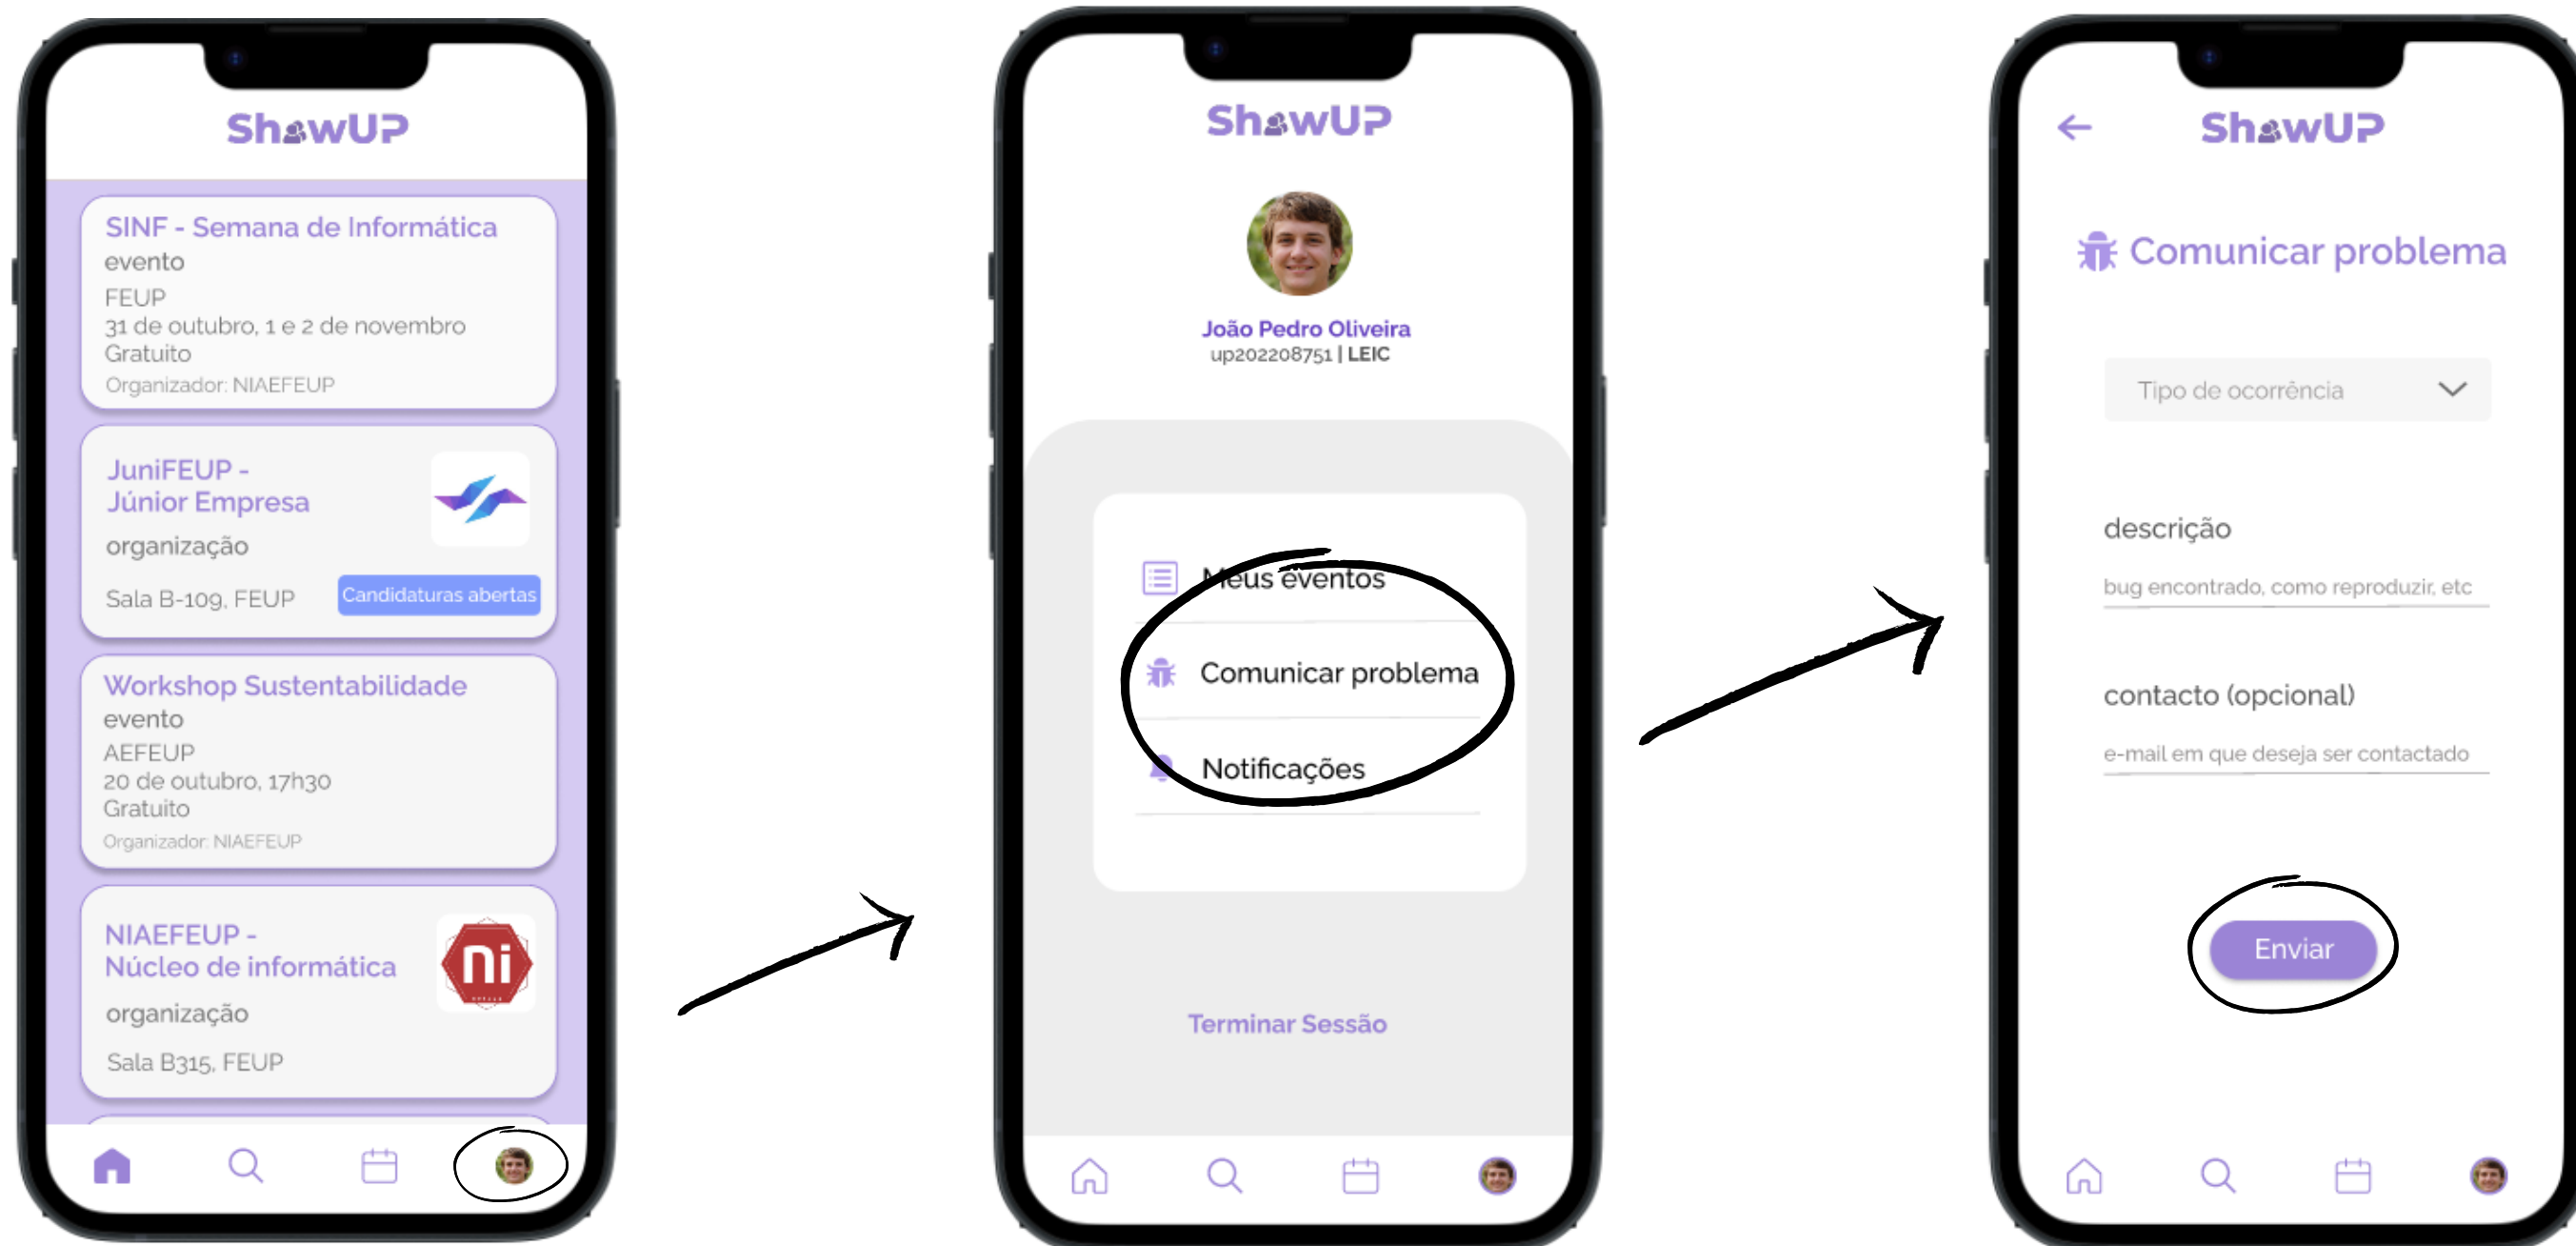 ShowUP
SINF - Semana de Informática
evento
FEUP
31 de outubro, 1 e 2 de novembro
Gratuito
Organizador: NIAEFEUP
JuniFEUP -
Júnior Empresa
organização
Sala B-109, FEUP
Candidaturas abertas
Workshop Sustentabilidade
evento
AEFEUP
20 de outubro, 17h30
Gratuito
Organizador: NIAEFEUP
NIAEFEUP -
Núcleo de informática
ni
organização
Sala B315, FEUP
ShowUP
João Pedro Oliveira
up202208751 | LEIC
Meus eventos
Comunicar problema
Notificações
Terminar Sessão
ShowUP
Comunicar problema
Tipo de ocorrência
descrição
bug encontrado, como reproduzir, etc
contacto (opcional)
e-mail em que deseja ser contactado
Enviar